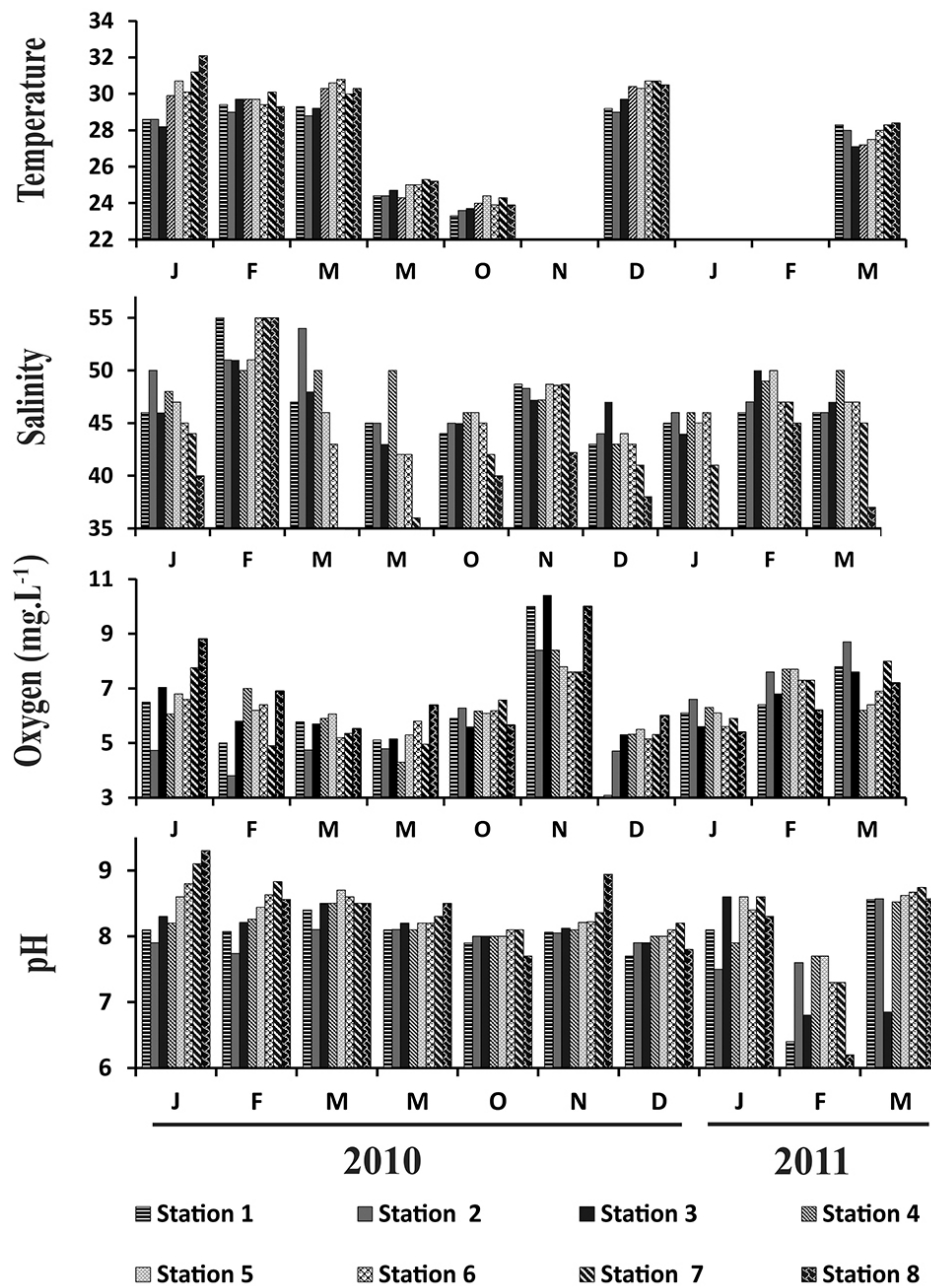 Temperature
34
32
30
28
26
24
22
J F M M O N D J F M
Salinity
55
50
45
40
35
J F M M O N D J F M
Oxygen (mg.L⁻¹)
11
9
7
5
3
J F M M O N D J F M
pH
9
8
7
6
J F M M O N D J F M
2010 2011
Station 1 Station 2 Station 3 Station 4
Station 5 Station 6 Station 7 Station 8